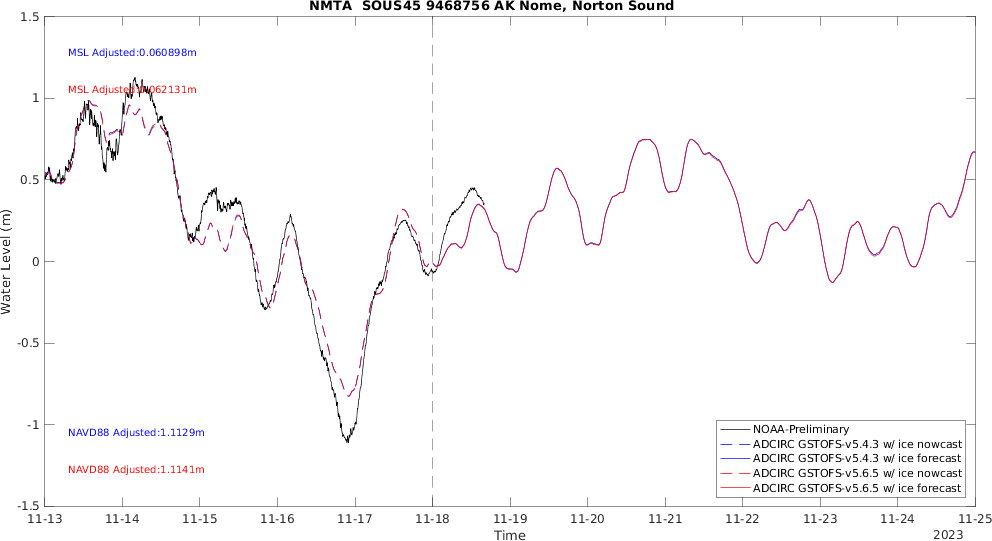 NMTA SOUS45 9468756 AK Nome, Norton Sound
1.5
MSL Adjusted:0.060898m
MSL Adjusted:0.062131m
1
0.5
0
-0.5
-1
-1.5
Water Level (m)
NAVD88 Adjusted:1.1129m
NAVD88 Adjusted:1.1141m
NOAA-Preliminary
ADCIRC GSTOFS-v5.4.3 w/ ice nowcast
ADCIRC GSTOFS-v5.4.3 w/ ice forecast
ADCIRC GSTOFS-v5.6.5 w/ ice nowcast
ADCIRC GSTOFS-v5.6.5 w/ ice forecast
11-13 11-14 11-15 11-16 11-17 11-18 11-19 11-20 11-21 11-22 11-23 11-24 11-25
Time
2023